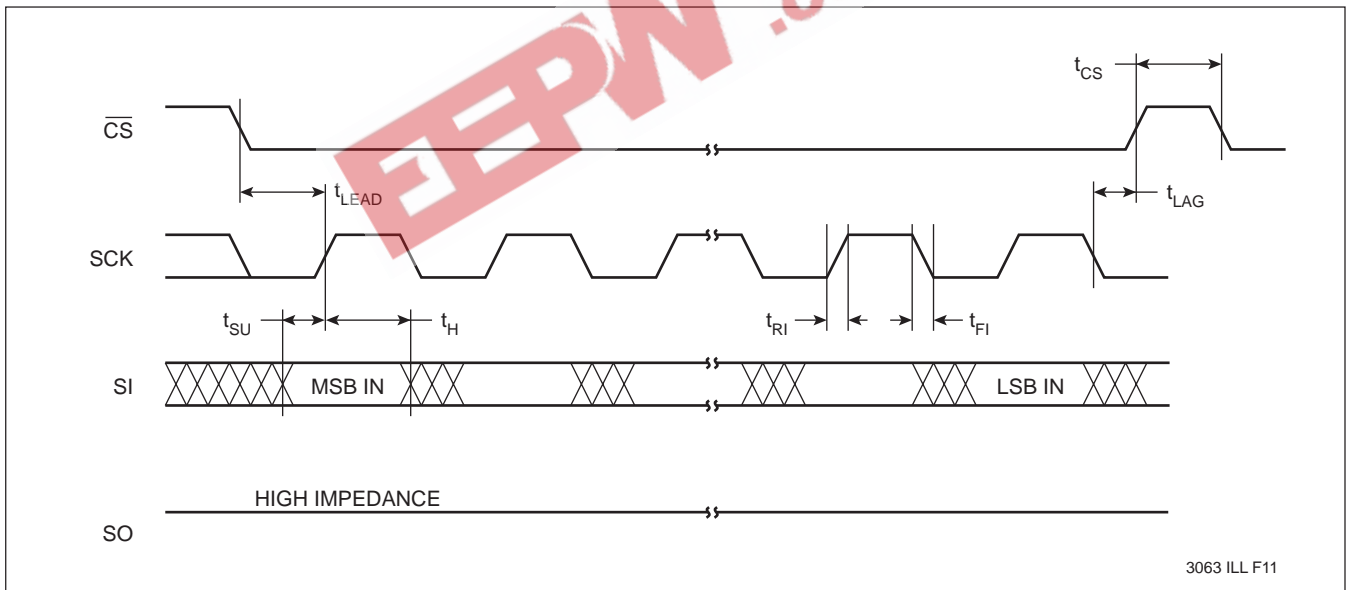 EEPW.c
tCS
CS
tLEAD
tLAG
SCK
tSU
tH
tRI
tFI
SI
MSB IN
LSB IN
HIGH IMPEDANCE
SO
3063 ILL F11